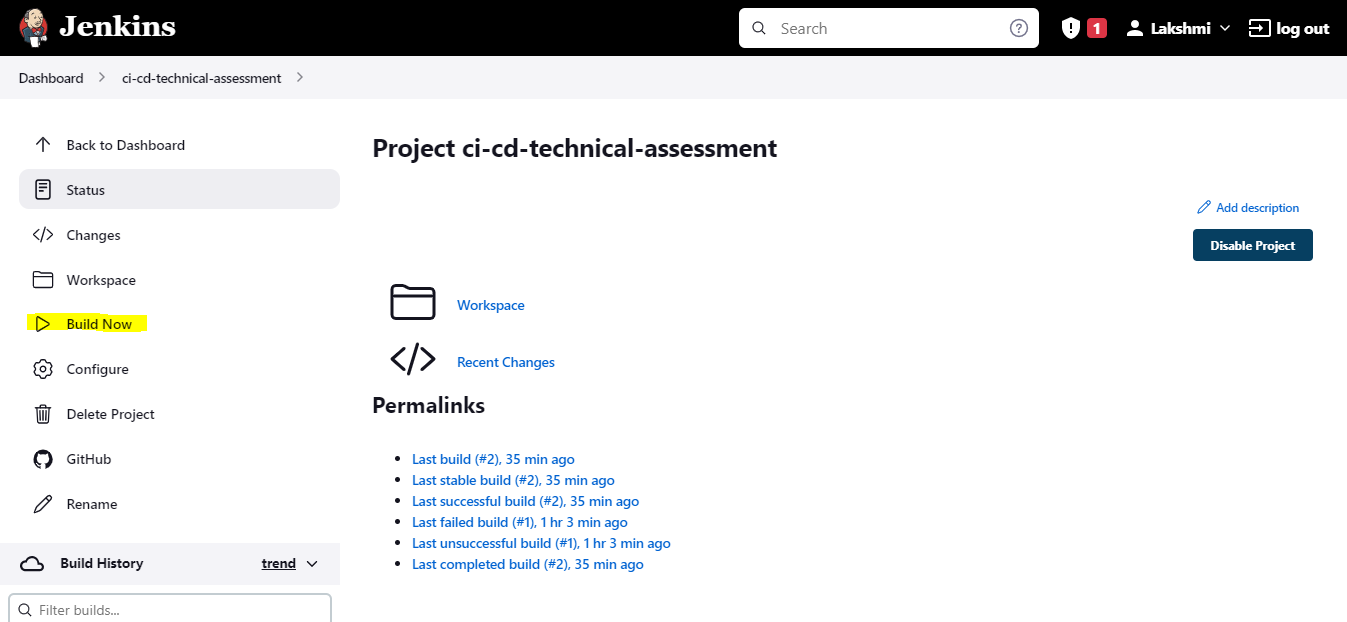 Jenkins
Search
1
Lakshmi
log out
Dashboard
ci-cd-technical-assessment
Back to Dashboard
Status
Changes
Workspace
Build Now
Configure
Delete Project
GitHub
Rename
Build History
trend
Filter builds...
Project ci-cd-technical-assessment
Add description
Disable Project
Workspace
Recent Changes
Permalinks
Last build (#2), 35 min ago
Last stable build (#2), 35 min ago
Last successful build (#2), 35 min ago
Last failed build (#1), 1 hr 3 min ago
Last unsuccessful build (#1), 1 hr 3 min ago
Last completed build (#2), 35 min ago